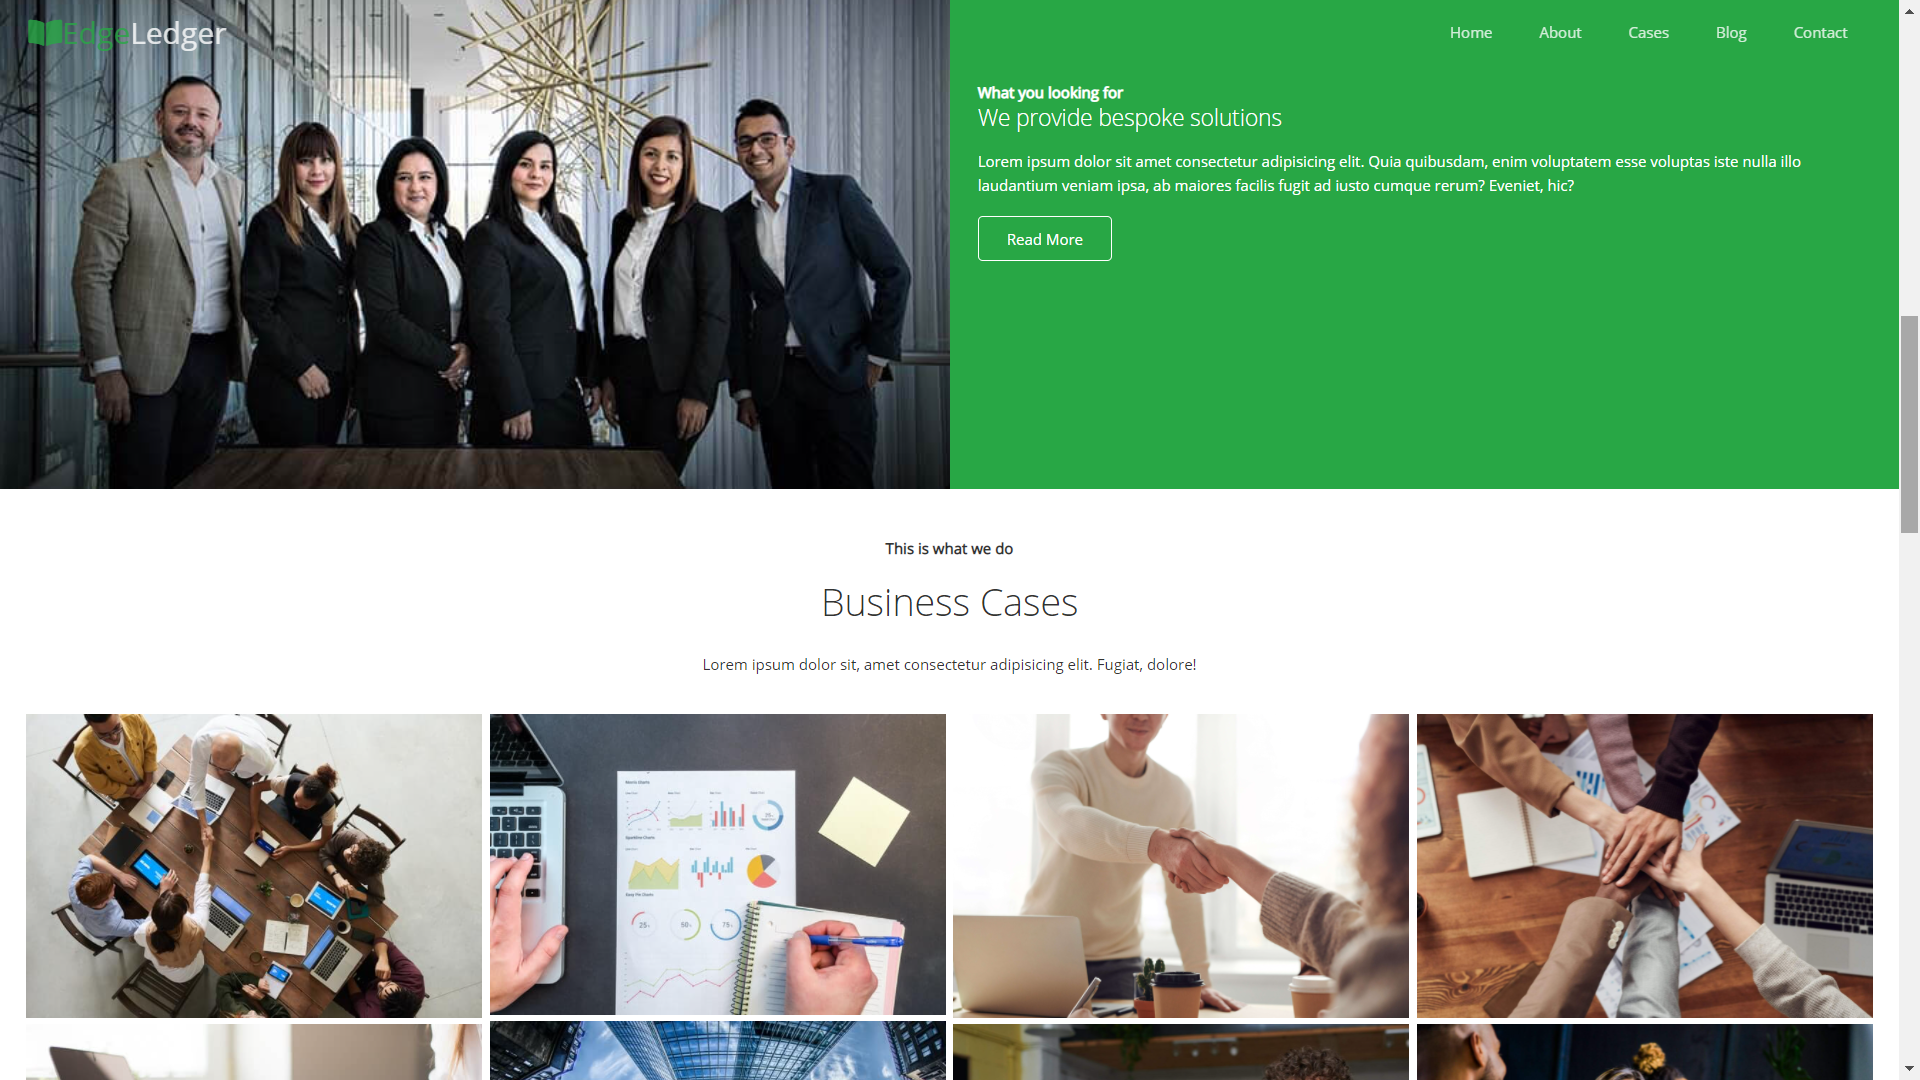 EdgeLedger
Home About Cases Blog Contact
What you looking for
We provide bespoke solutions
Lorem ipsum dolor sit amet consectetur adipisicing elit. Quia quibusdam, enim voluptatem esse voluptas iste nulla illo
laudantium veniam ipsa, ab maiores facilis fugit ad iusto cumque rerum? Eveniet, hic?
Read More
This is what we do
Business Cases
Lorem ipsum dolor sit, amet consectetur adipisicing elit. Fugiat, dolore!
25
50%
75%